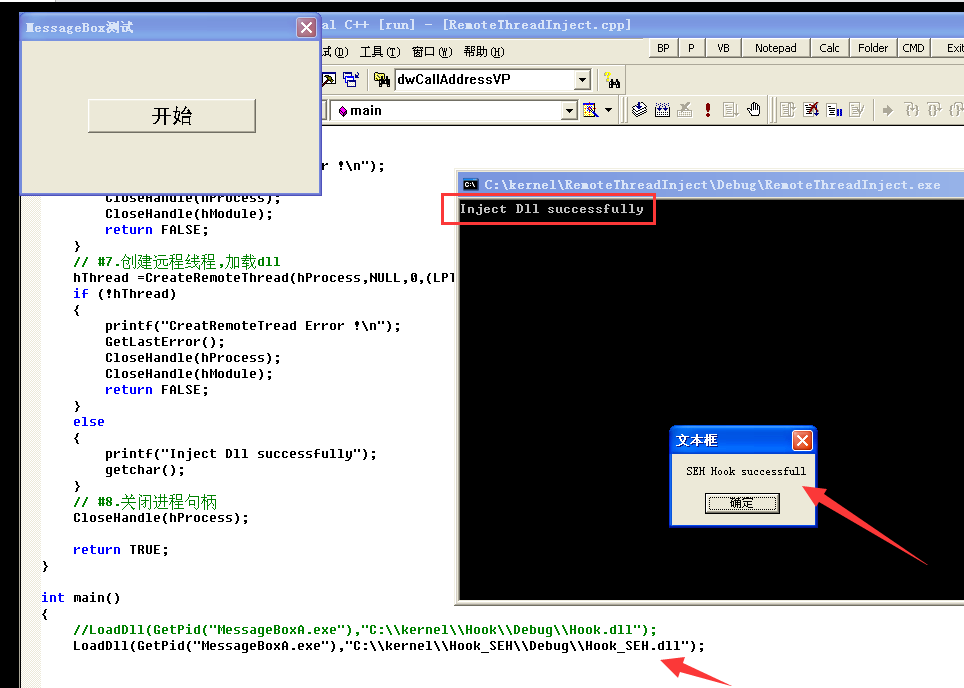 MessageBox测试
al C++ [run] - [RemoteThreadInject.cpp]
试(D) 工具(T) 窗口(W) 帮助(H)
BP P VB Notepad Calc Folder CMD Exit
dwCallAddressVP
main
开始
r !\n");
CloseHandle(hProcess);
CloseHandle(hModule);
return FALSE;
}
// #7.创建远程线程,加载dll
hThread =CreateRemoteThread(hProcess,NULL,0,(LPT
if (!hThread)
{
printf("CreatRemoteTread Error !\n");
GetLastError();
CloseHandle(hProcess);
CloseHandle(hModule);
return FALSE;
}
else
{
printf("Inject Dll successfully");
getchar();
}
// #8.关闭进程句柄
CloseHandle(hProcess);
return TRUE;
}
int main()
{
//LoadDll(GetPid("MessageBoxA.exe"),"C:\\kernel\\Hook\\Debug\\Hook.dll");
LoadDll(GetPid("MessageBoxA.exe"),"C:\\kernel\\Hook_SEH\\Debug\\Hook_SEH.dll");
C:\kernel\RemoteThreadInject\Debug\RemoteThreadInject.exe
Inject Dll successfully
文本框
SEH Hook successfull
确定